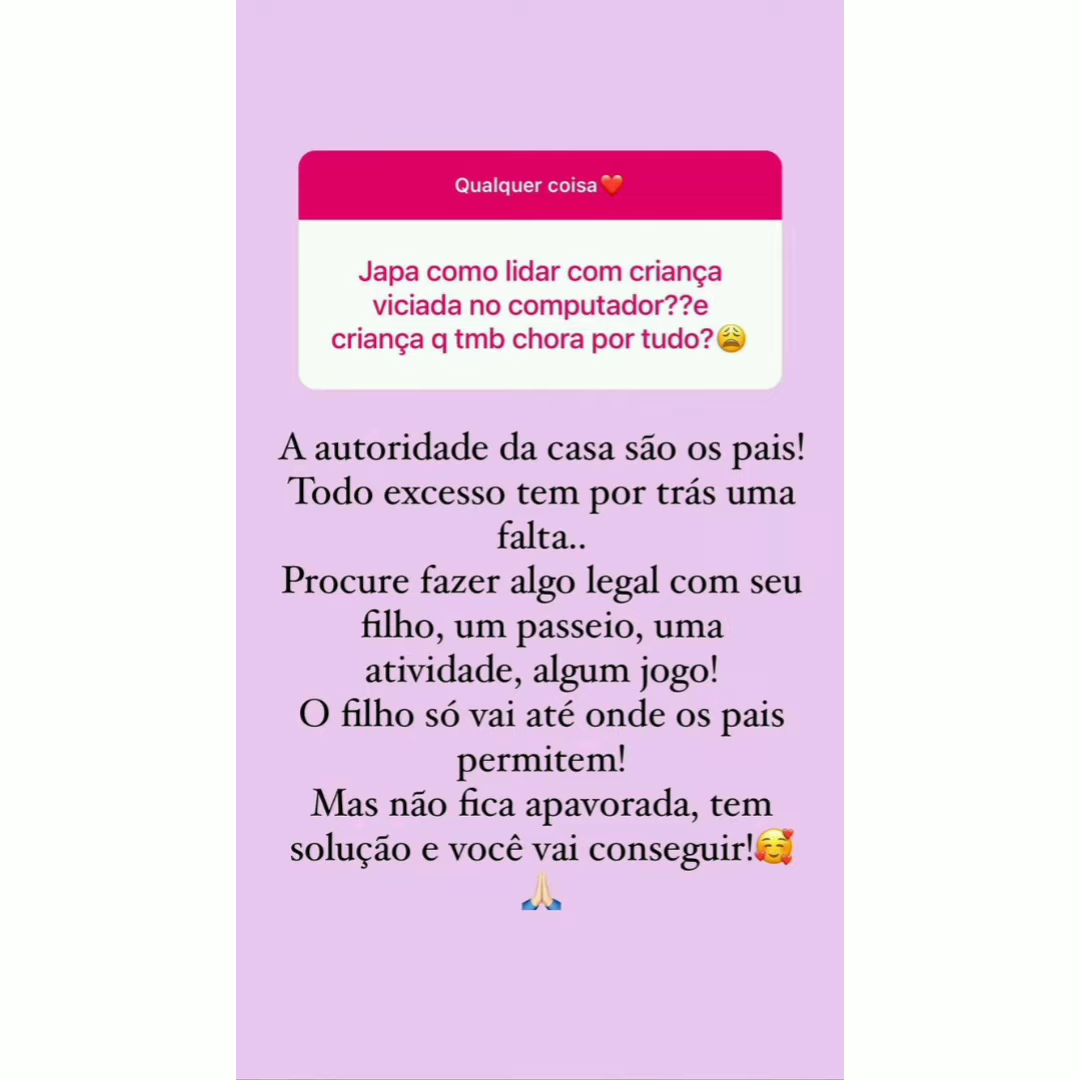 Qualquer coisa❤️
Japa como lidar com criança
viciada no computador??e
criança q tmb chora por tudo?😩
A autoridade da casa são os pais!
Todo excesso tem por trás uma
falta..
Procure fazer algo legal com seu
filho, um passeio, uma
atividade, algum jogo!
O filho só vai até onde os pais
permitem!
Mas não fica apavorada, tem
solução e você vai conseguir!🥰
🙏🏻